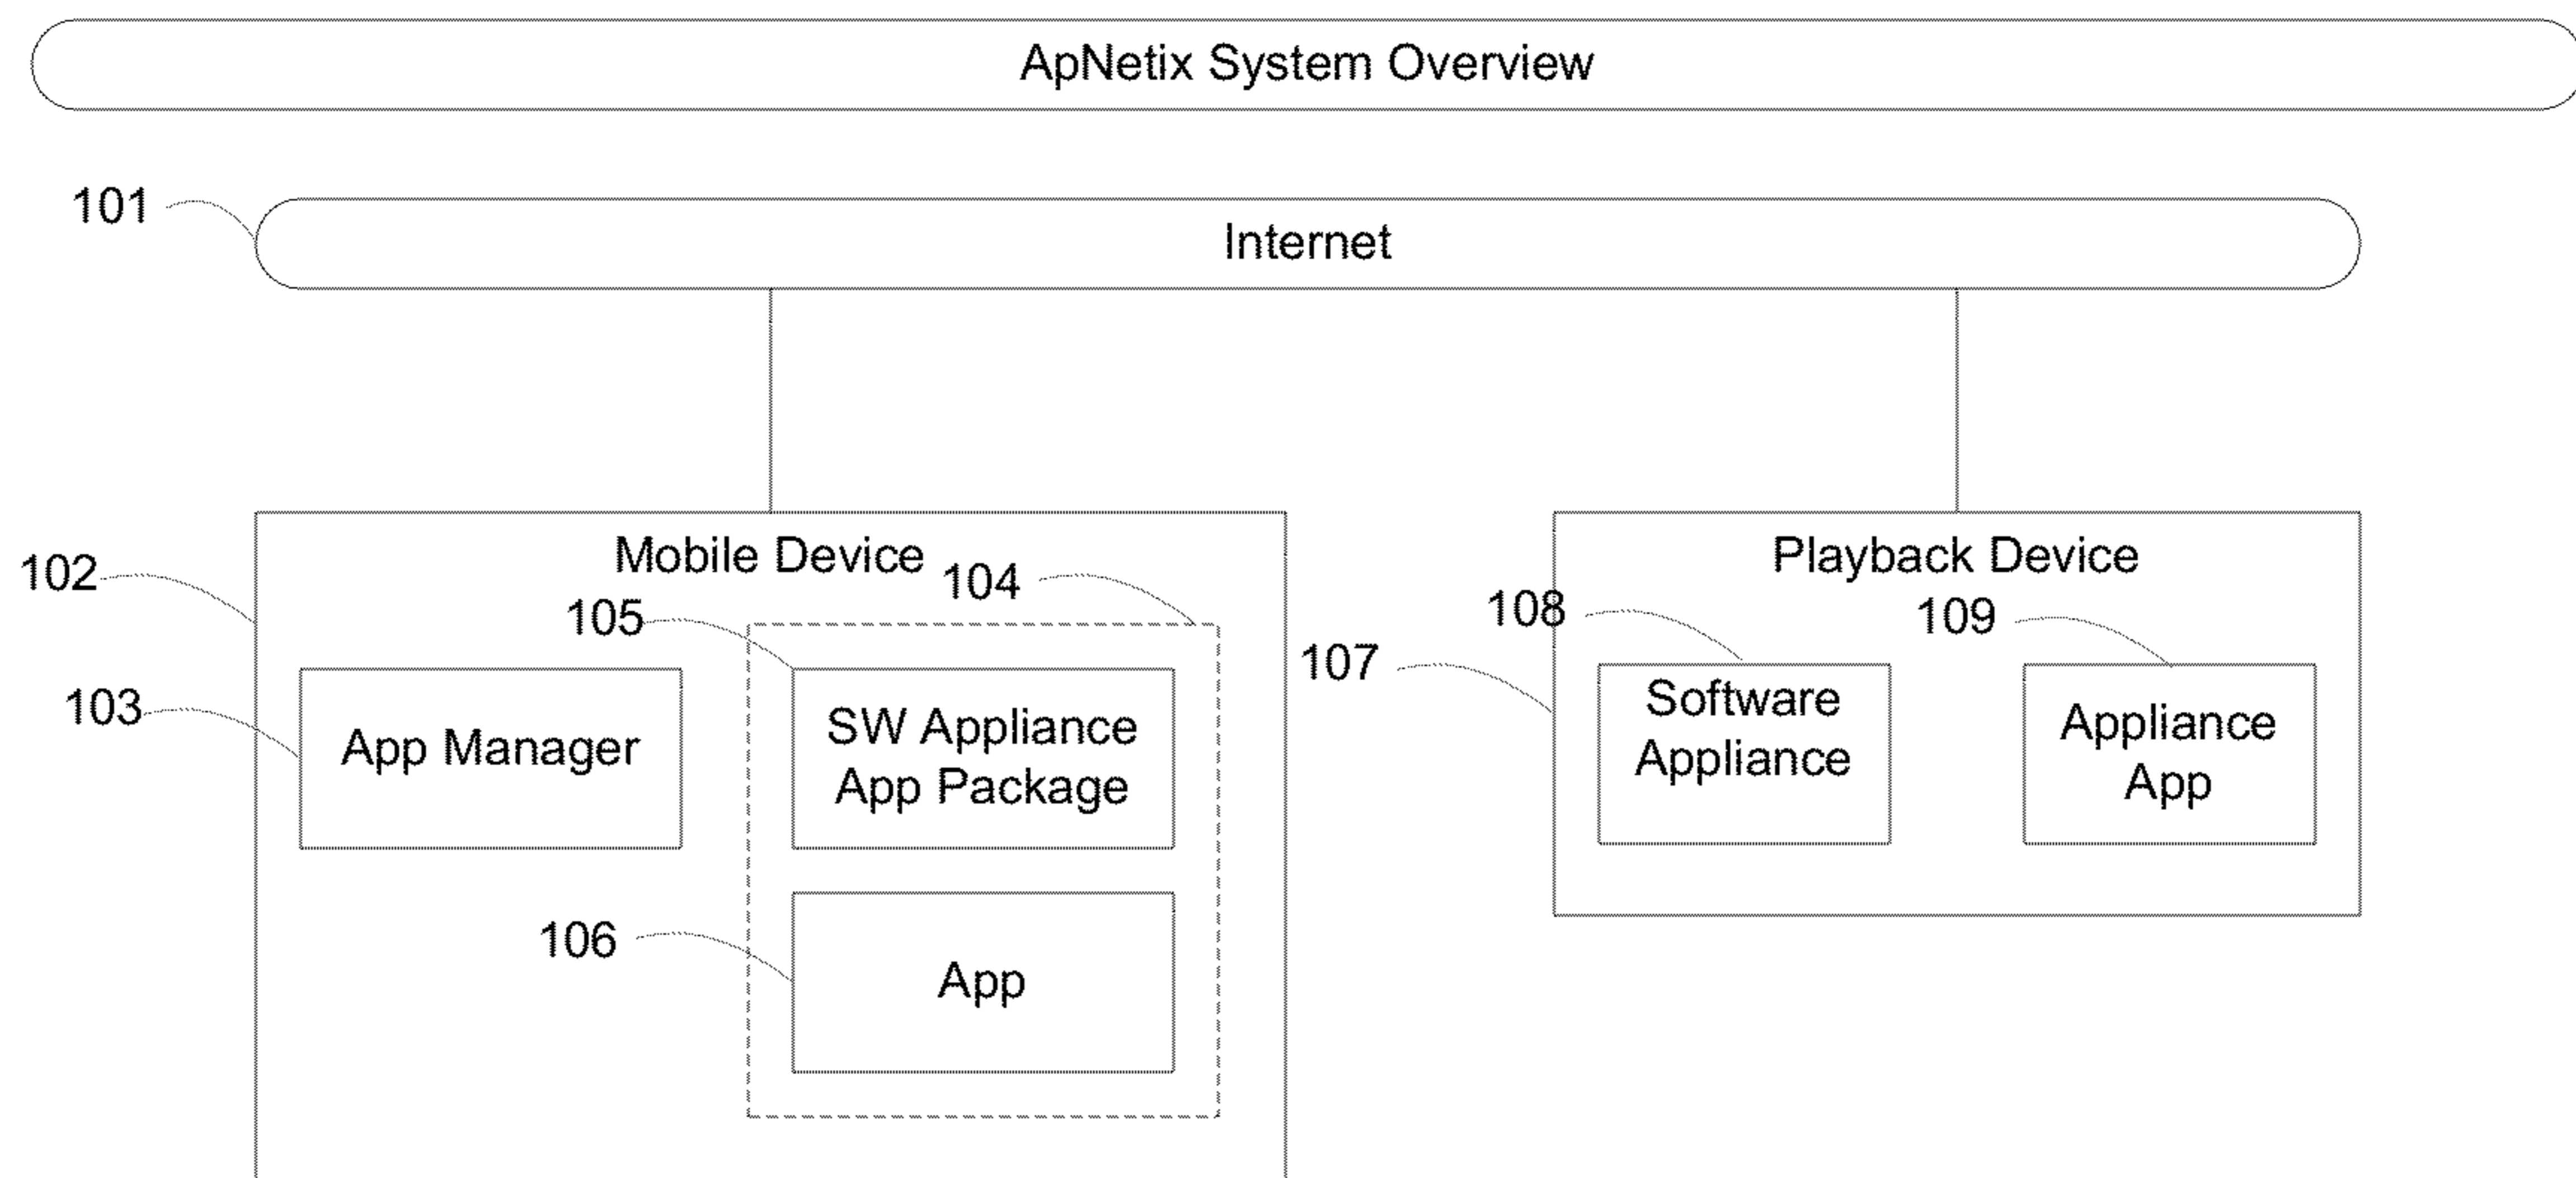 ApNetix System Overview
101
Internet
Mobile Device
102
104
105
103
App Manager
SW Appliance
App Package
106
App
Playback Device
107
108
109
Software
Appliance
Appliance
App